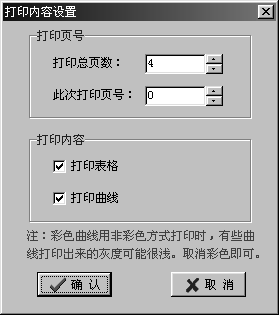 打印内容设置
打印页号
打印总页数： 4
此次打印页号： 0
打印内容
打印表格
打印曲线
注：彩色曲线用非彩色方式打印时，有些曲
线打印出来的灰度可能很浅。取消彩色即可。
确 认 取 消